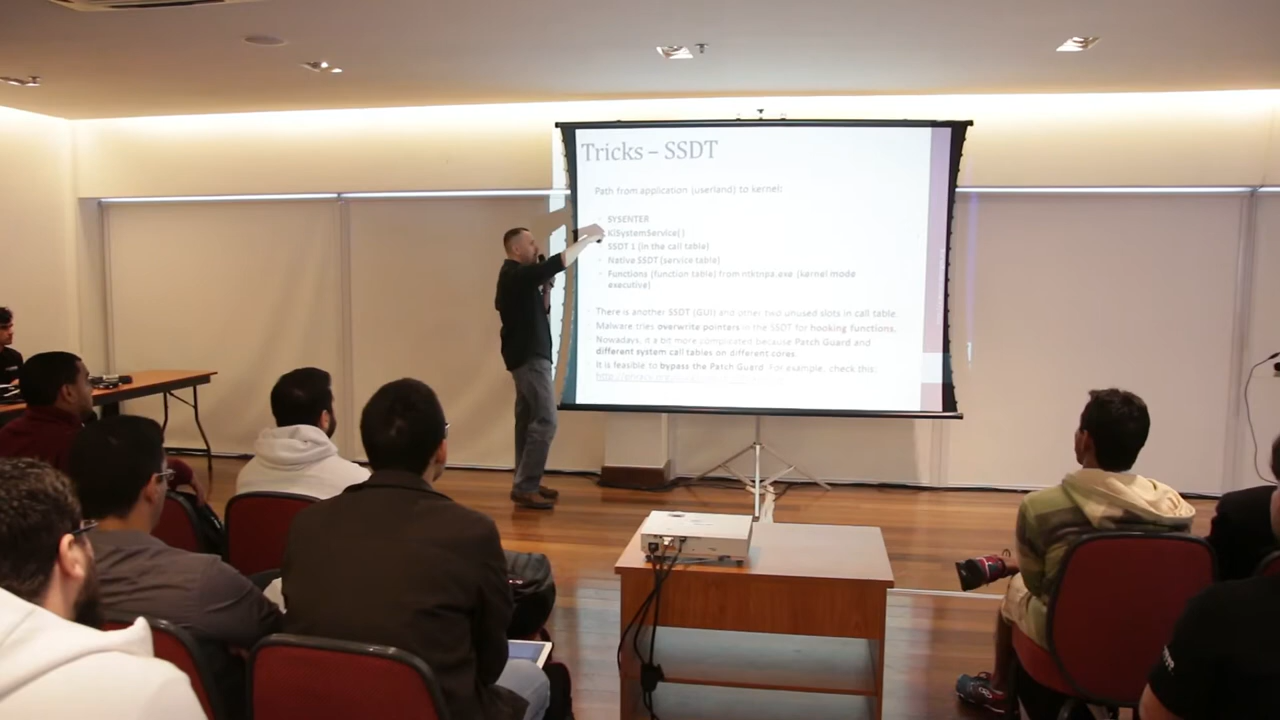 Tricks – SSDT
Path from application (userland) to kernel:
SYSENTER
KiSystemService()
SSDT 1 (in the call table)
Native SSDT (service table)
Functions (function table) from ntktnpa.exe (kernel mode
executive)
There is another SSDT (GUI) and other two unused slots in call table.
Malware tries overwrite pointers in the SSDT for hooking functions.
Nowadays, it a bit more complicated because Patch Guard and
different system call tables on different cores.
It is feasible to bypass the Patch Guard. For example, check this: